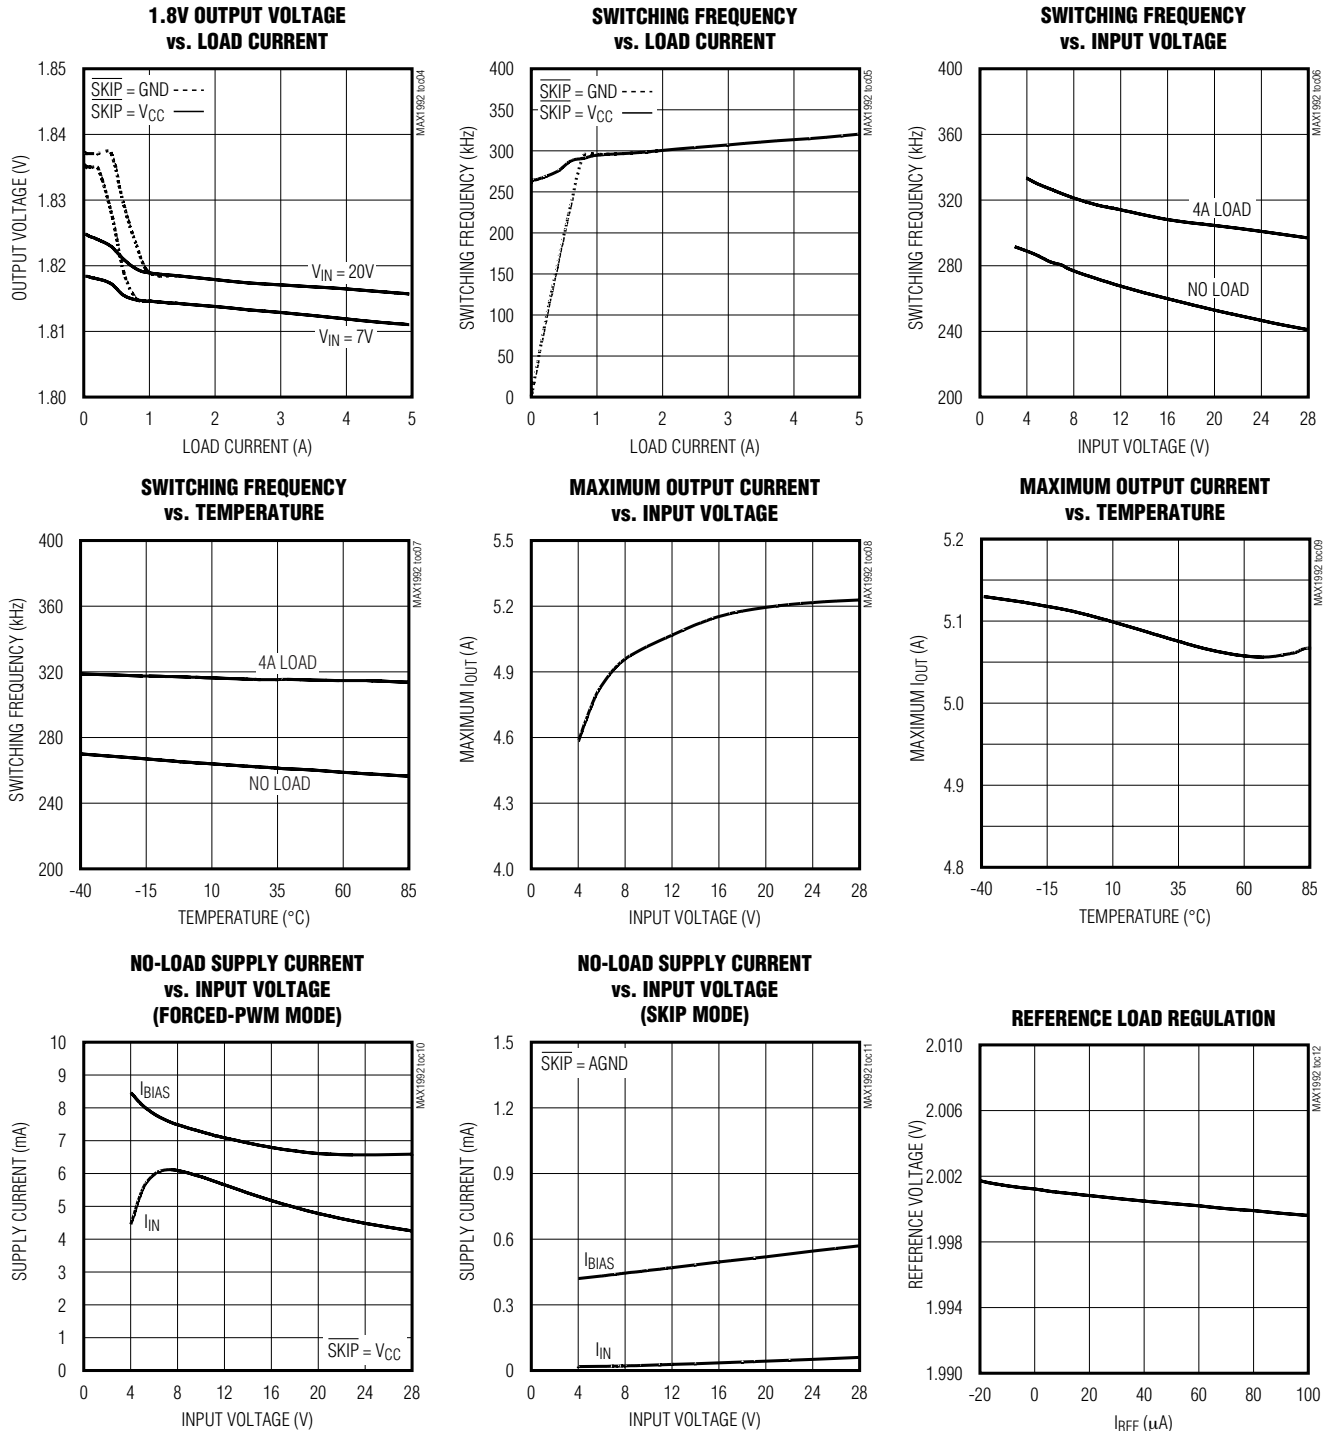 1.8V OUTPUT VOLTAGE
vs. LOAD CURRENT
1.85
1.84
1.83
1.82
1.81
1.80
OUTPUT VOLTAGE (V)
SKIP = GND
SKIP = VCC
VIN = 20V
VIN = 7V
0 1 2 3 4 5
LOAD CURRENT (A)
MAX1992 toc04
SWITCHING FREQUENCY
vs. LOAD CURRENT
400
350
300
250
200
150
100
50
0
SWITCHING FREQUENCY (kHz)
SKIP = GND
SKIP = VCC
0 1 2 3 4 5
LOAD CURRENT (A)
MAX1992 toc05
SWITCHING FREQUENCY
vs. INPUT VOLTAGE
400
360
320
280
240
200
SWITCHING FREQUENCY (kHz)
4A LOAD
NO LOAD
0 4 8 12 16 20 24 28
INPUT VOLTAGE (V)
MAX1992 toc06
SWITCHING FREQUENCY
vs. TEMPERATURE
400
360
320
280
240
200
SWITCHING FREQUENCY (kHz)
4A LOAD
NO LOAD
-40 -15 10 35 60 85
TEMPERATURE (°C)
MAX1992 toc07
MAXIMUM OUTPUT CURRENT
vs. INPUT VOLTAGE
5.5
5.2
4.9
4.6
4.3
4.0
MAXIMUM IOUT (A)
0 4 8 12 16 20 24 28
INPUT VOLTAGE (V)
MAX1992 toc08
MAXIMUM OUTPUT CURRENT
vs. TEMPERATURE
5.2
5.1
5.0
4.9
4.8
MAXIMUM IOUT (A)
-40 -15 10 35 60 85
TEMPERATURE (°C)
MAX1992 toc09
NO-LOAD SUPPLY CURRENT
vs. INPUT VOLTAGE
(FORCED-PWM MODE)
10
9
8
7
6
5
4
3
2
1
0
SUPPLY CURRENT (mA)
IBIAS
IIN
SKIP = VCC
0 4 8 12 16 20 24 28
INPUT VOLTAGE (V)
MAX1992 toc10
NO-LOAD SUPPLY CURRENT
vs. INPUT VOLTAGE
(SKIP MODE)
1.5
1.2
0.9
0.6
0.3
0
SUPPLY CURRENT (mA)
SKIP = AGND
IBIAS
IIN
0 4 8 12 16 20 24 28
INPUT VOLTAGE (V)
MAX1992 toc11
REFERENCE LOAD REGULATION
2.010
2.006
2.002
1.998
1.994
1.990
REFERENCE VOLTAGE (V)
-20 0 20 40 60 80 100
IREF (µA)
MAX1992 toc12